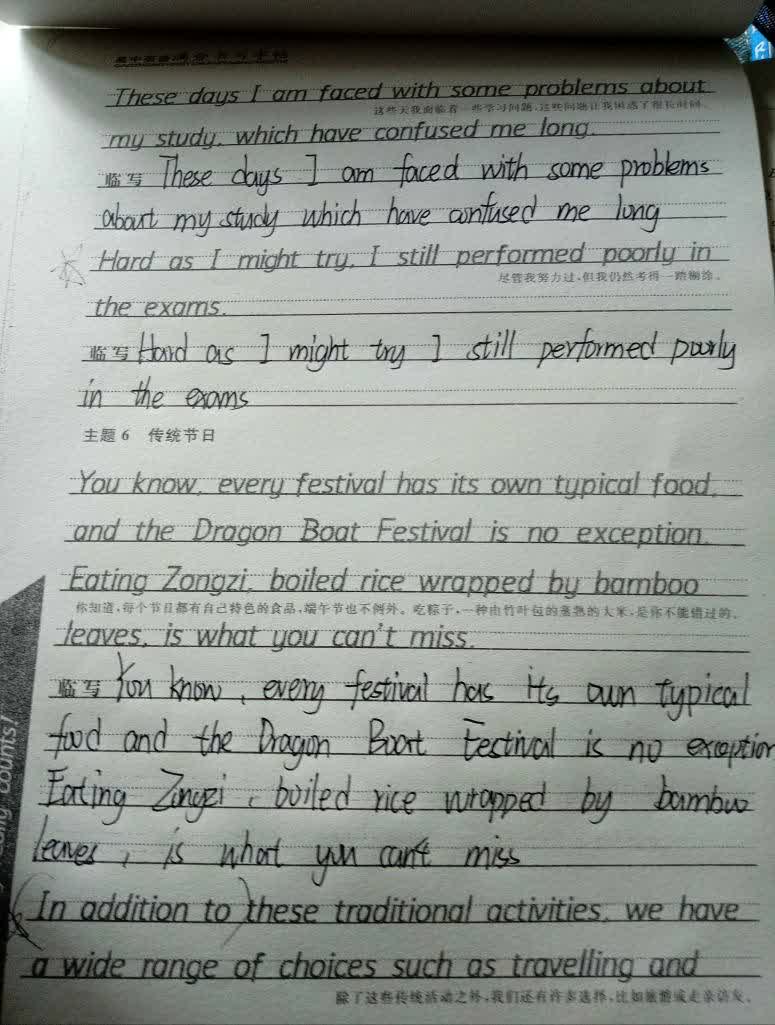 These days I am faced with some problems about
这些天我面临着一些学习问题,这些问题让我困惑了很长时间。
my study, which have confused me long.
临写 These days I am faced with some problems
about my study which have confused me long
Hard as I might try, I still performed poorly in
尽管我努力过,但我仍然考得一塌糊涂。
the exams.
临写 Hard as I might try I still performed poorly
in the exams
主题6 传统节日
You know, every festival has its own typical food,
and the Dragon Boat Festival is no exception.
Eating Zongzi, boiled rice wrapped by bamboo
你知道,每个节日都有自己特色的食品,端午节也不例外。吃粽子,一种由竹叶包的蒸熟的大米,是你不能错过的。
leaves, is what you can't miss.
临写 You know, every festival has its own typical
food and the Dragon Boat Festival is no exception
Eating Zingzi, boiled rice wrapped by bamboo
leaves, is what you can't miss
In addition to these traditional activities, we have
a wide range of choices such as travelling and
除了这些传统活动之外,我们还有许多选择,比如旅游或走亲访友。
counts!